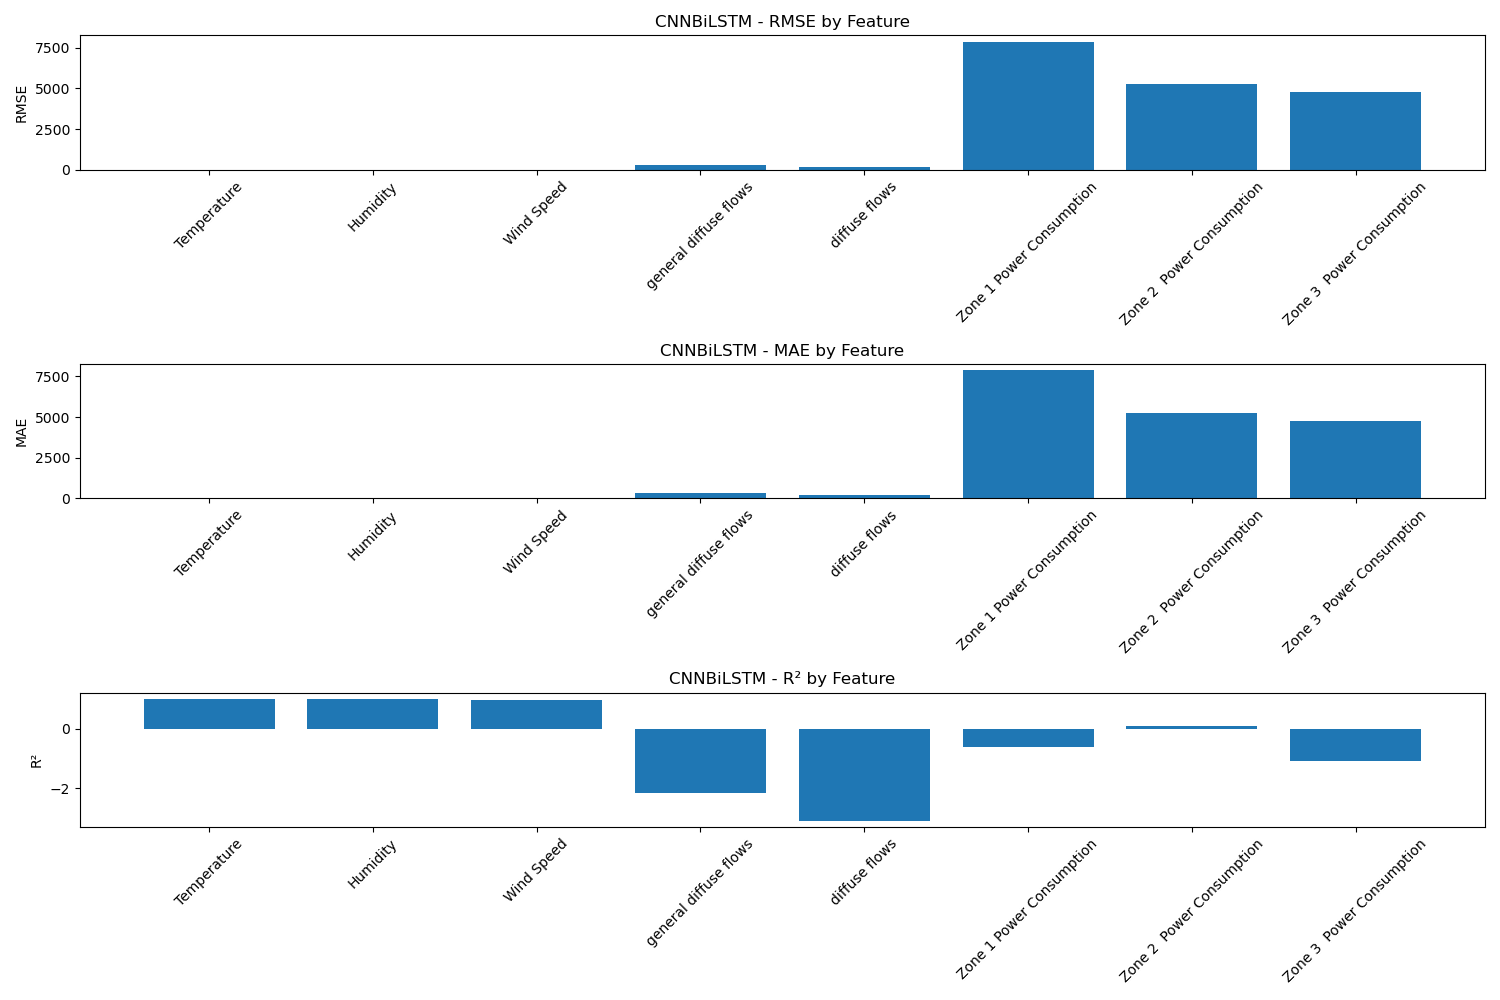 CNNBiLSTM - RMSE by Feature
RMSE
7500
5000
2500
0
Temperature
Humidity
Wind Speed
general diffuse flows
diffuse flows
Zone 1 Power Consumption
Zone 2  Power Consumption
Zone 3  Power Consumption
CNNBiLSTM - MAE by Feature
MAE
7500
5000
2500
0
Temperature
Humidity
Wind Speed
general diffuse flows
diffuse flows
Zone 1 Power Consumption
Zone 2  Power Consumption
Zone 3  Power Consumption
CNNBiLSTM - R² by Feature
R²
0
−2
Temperature
Humidity
Wind Speed
general diffuse flows
diffuse flows
Zone 1 Power Consumption
Zone 2  Power Consumption
Zone 3  Power Consumption